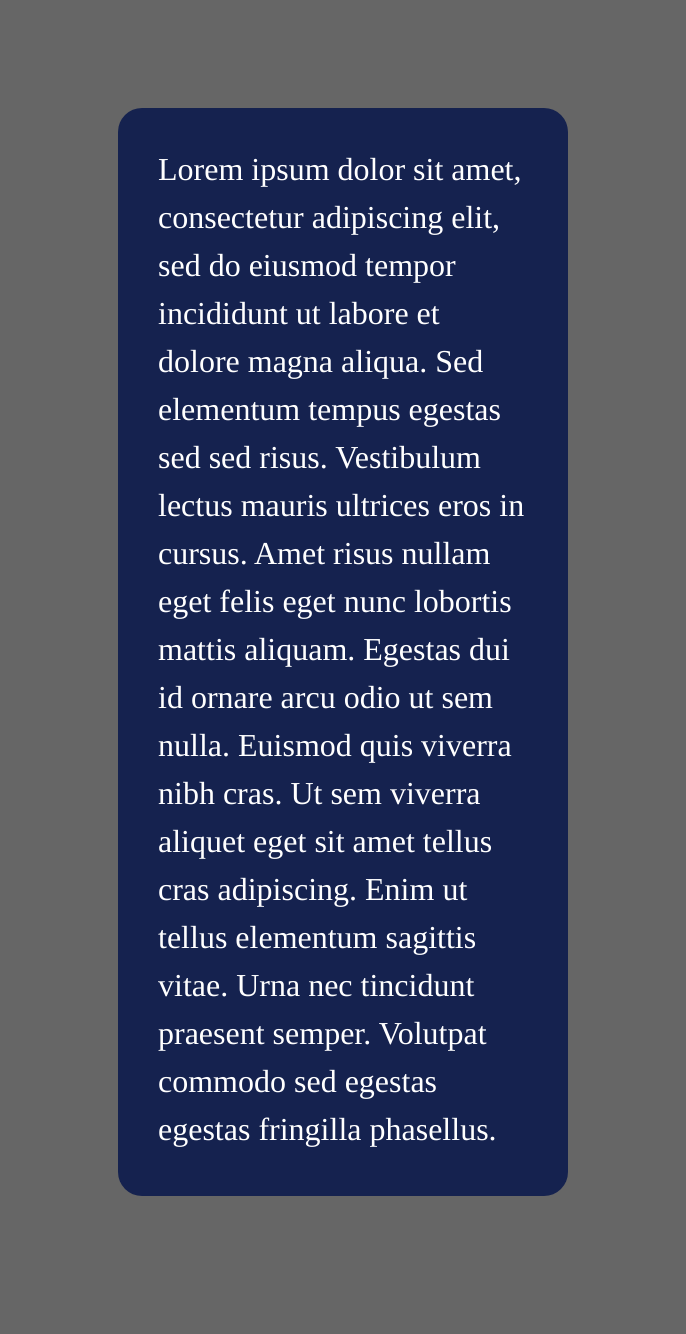 Lorem ipsum dolor sit amet,
consectetur adipiscing elit,
sed do eiusmod tempor
incididunt ut labore et
dolore magna aliqua. Sed
elementum tempus egestas
sed sed risus. Vestibulum
lectus mauris ultrices eros in
cursus. Amet risus nullam
eget felis eget nunc lobortis
mattis aliquam. Egestas dui
id ornare arcu odio ut sem
nulla. Euismod quis viverra
nibh cras. Ut sem viverra
aliquet eget sit amet tellus
cras adipiscing. Enim ut
tellus elementum sagittis
vitae. Urna nec tincidunt
praesent semper. Volutpat
commodo sed egestas
egestas fringilla phasellus.